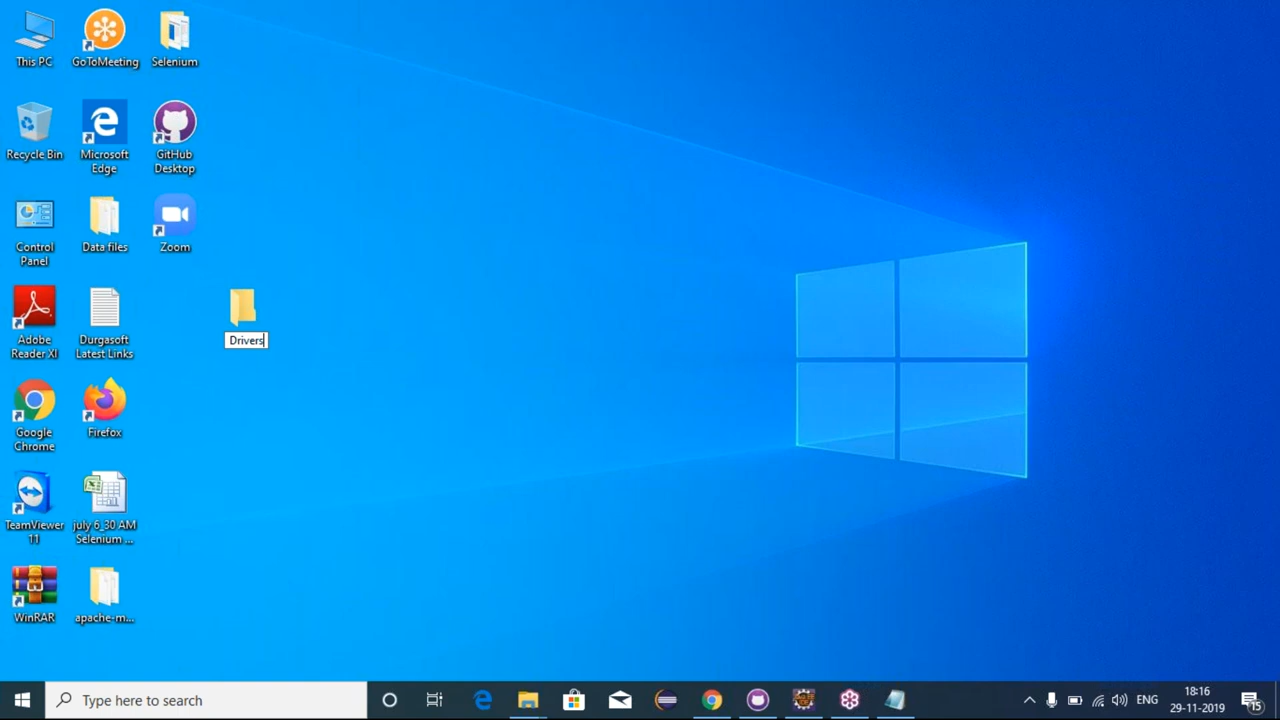 This PC
GoToMeeting
Selenium
Recycle Bin
Microsoft
Edge
GitHub
Desktop
Control
Panel
Data files
Zoom
Adobe
Reader XI
Durgasoft
Latest Links
Drivers
Google
Chrome
Firefox
TeamViewer
11
july 6_30 AM
Selenium ...
WinRAR
apache-m...
Type here to search
ENG
18:16
29-11-2019
15